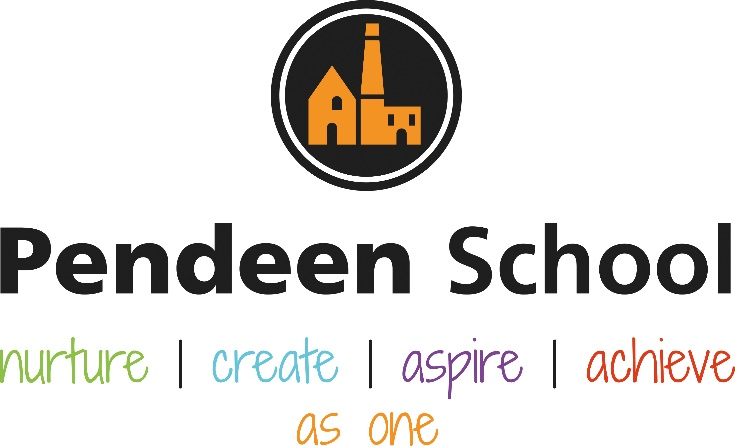 Pendeen School
nurture | create | aspire | achieve
as one